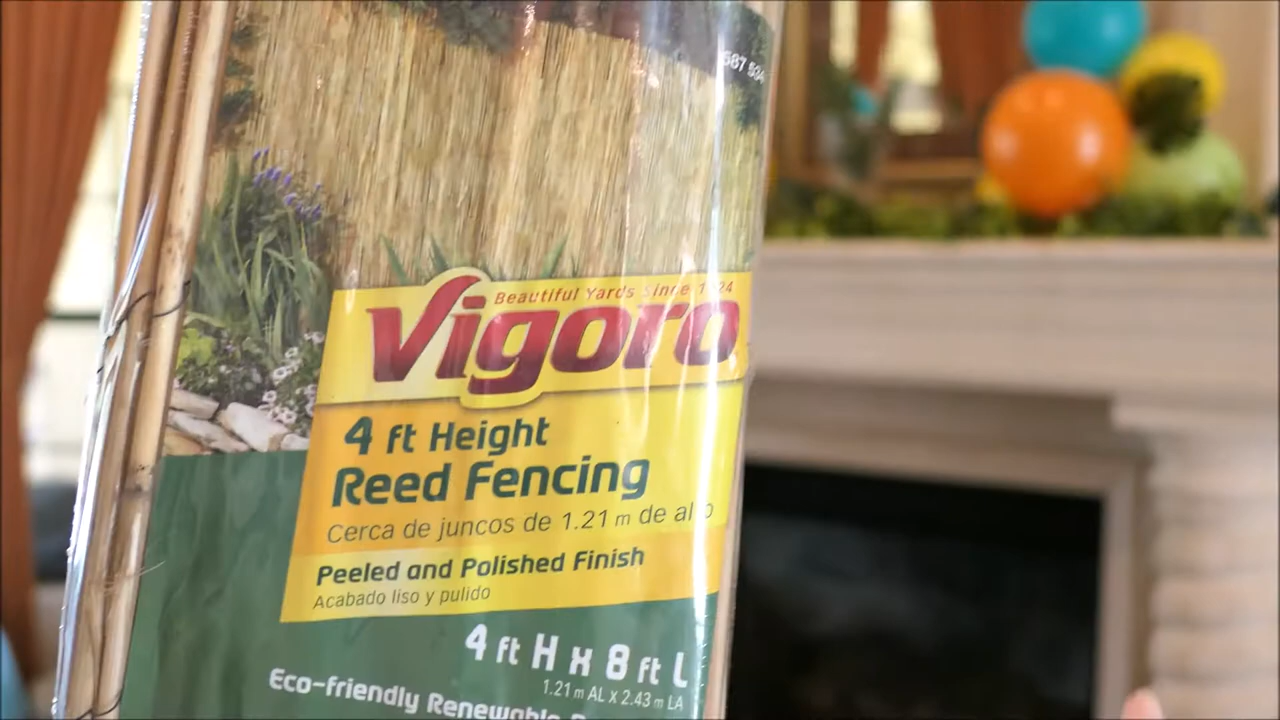 Beautiful Yards Since 1924
Vigoro
4 ft Height
Reed Fencing
Cerca de juncos de 1.21 m de alto
Peeled and Polished Finish
Acabado liso y pulido
4 ft H x 8 ft L
1.21 m AL x 2.43 m LA
Eco-friendly Renewable